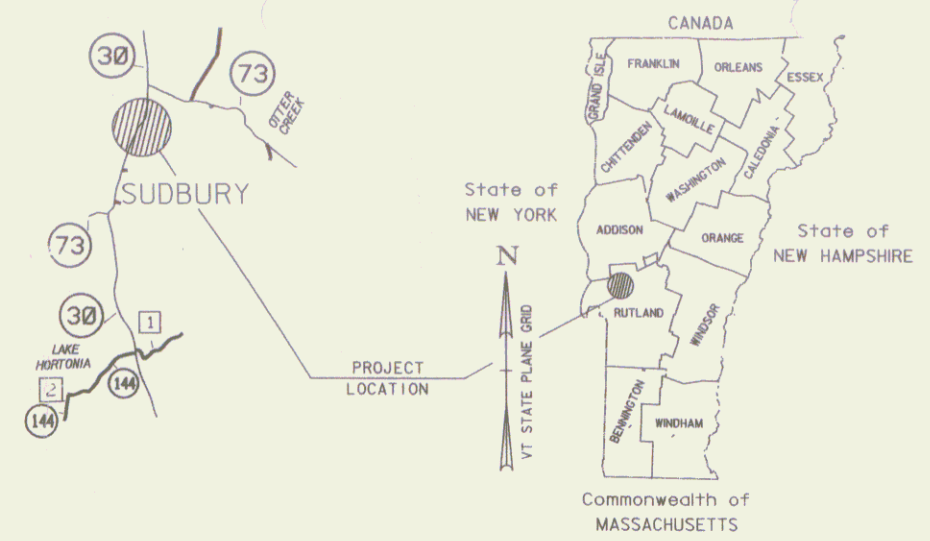 30
73
OTTER
CREEK
SUDBURY
73
30
1
LAKE
HORTONIA
2
144
144
PROJECT
LOCATION
N
VT STATE PLANE GRID
CANADA
GRAND ISLE
FRANKLIN
ORLEANS
ESSEX
LAMOILLE
CHITTENDEN
CALEDONIA
WASHINGTON
State of
NEW YORK
ADDISON
ORANGE
State of
NEW HAMPSHIRE
RUTLAND
WINDSOR
BENNINGTON
WINDHAM
Commonwealth of
MASSACHUSETTS